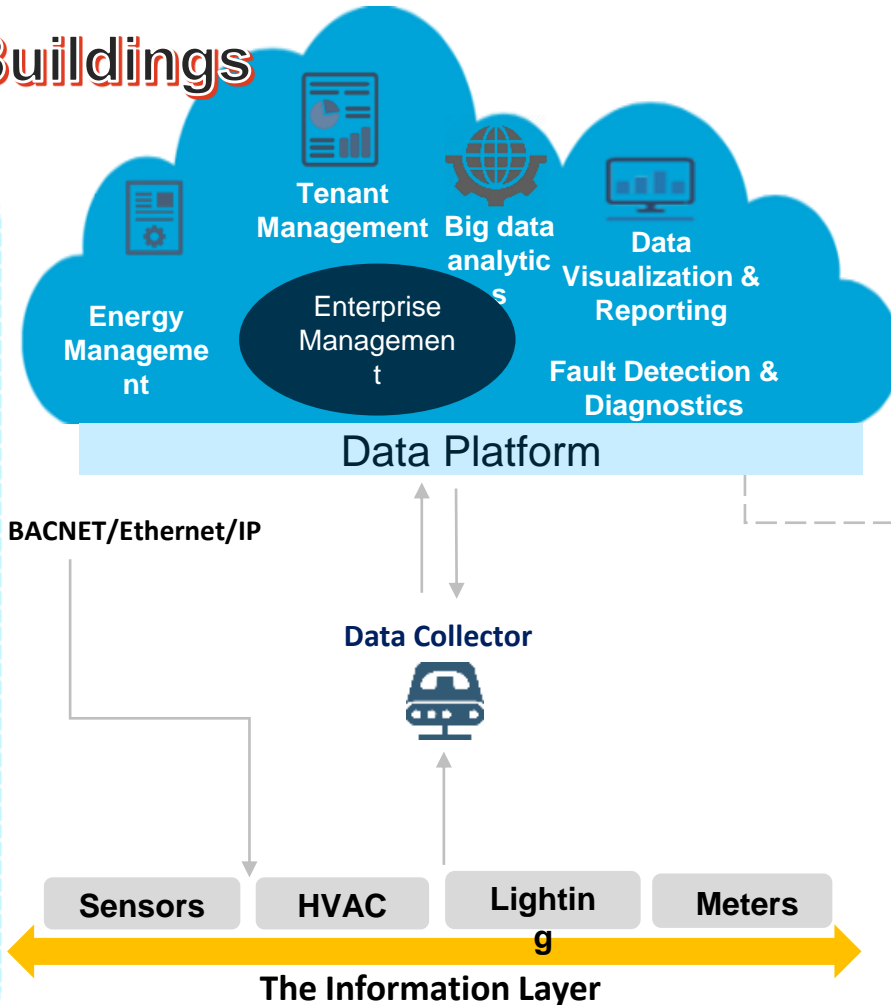 Buildings
Tenant
Management
Big data
analytic
s
Data
Visualization &
Reporting
Energy
Manageme
nt
Enterprise
Managemen
t
Fault Detection &
Diagnostics
Data Platform
BACNET/Ethernet/IP
Data Collector
Sensors
HVAC
Lightin
g
Meters
The Information Layer